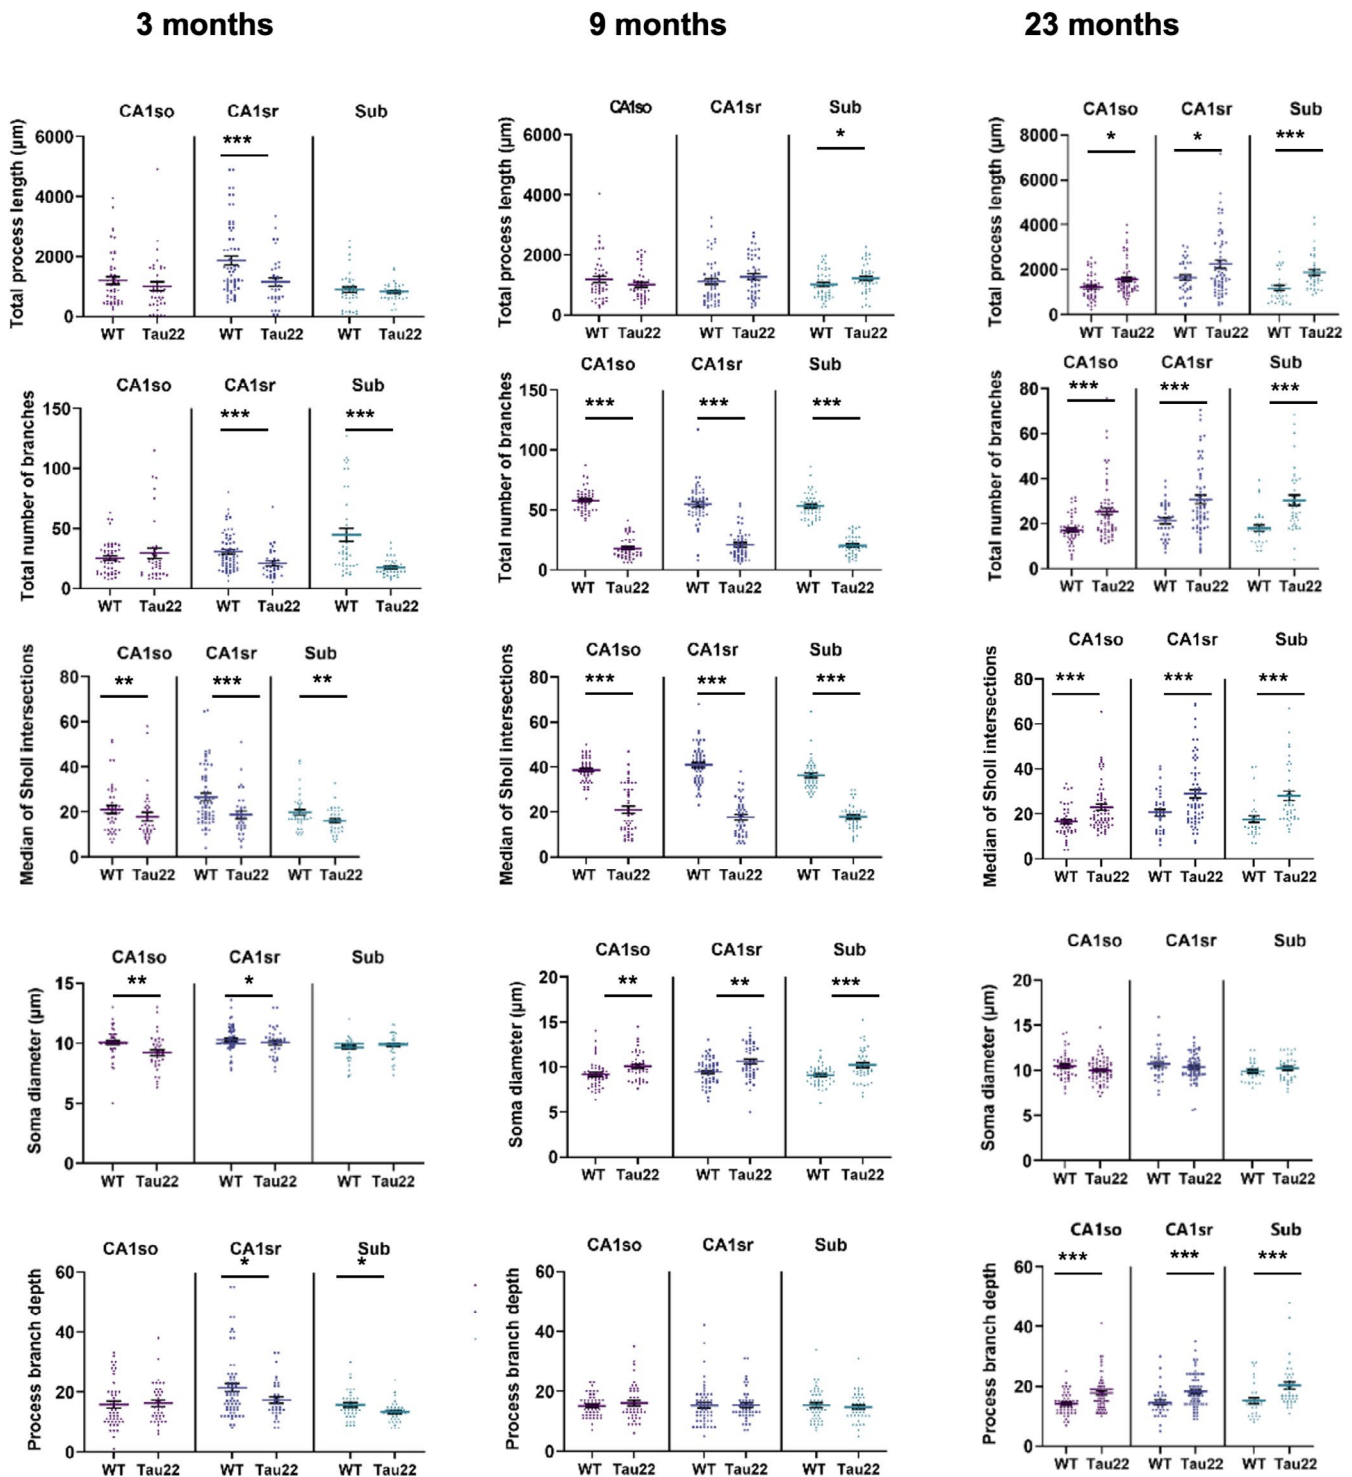 3 months 9 months 23 months
CA1so CA1sr Sub
Total process length (µm)
6000
4000
2000
0
***
WT Tau22 WT Tau22 WT Tau22
CA1so CA1sr Sub
Total process length (µm)
6000
4000
2000
0
*
WT Tau22 WT Tau22 WT Tau22
CA1so CA1sr Sub
Total process length (µm)
8000
6000
4000
2000
0
* * ***
WT Tau22 WT Tau22 WT Tau22
CA1so CA1sr Sub
Total number of branches
150
100
50
0
*** ***
WT Tau22 WT Tau22 WT Tau22
CA1so CA1sr Sub
Total number of branches
150
100
50
0
*** *** ***
WT Tau22 WT Tau22 WT Tau22
CA1so CA1sr Sub
Total number of branches
80
60
40
20
0
*** *** ***
WT Tau22 WT Tau22 WT Tau22
CA1so CA1sr Sub
Median of Sholl intersections
80
60
40
20
0
** *** **
WT Tau22 WT Tau22 WT Tau22
CA1so CA1sr Sub
Median of Sholl intersections
80
60
40
20
0
*** *** ***
WT Tau22 WT Tau22 WT Tau22
CA1so CA1sr Sub
Median of Sholl intersections
80
60
40
20
0
*** *** ***
WT Tau22 WT Tau22 WT Tau22
CA1so CA1sr Sub
Soma diameter (µm)
15
10
5
0
** *
WT Tau22 WT Tau22 WT Tau22
CA1so CA1sr Sub
Soma diameter (µm)
20
15
10
5
0
** ** ***
WT Tau22 WT Tau22 WT Tau22
CA1so CA1sr Sub
Soma diameter (µm)
20
15
10
5
0
WT Tau22 WT Tau22 WT Tau22
CA1so CA1sr Sub
Process branch depth
60
40
20
0
* *
WT Tau22 WT Tau22 WT Tau22
CA1so CA1sr Sub
Process branch depth
60
40
20
0
WT Tau22 WT Tau22 WT Tau22
CA1so CA1sr Sub
Process branch depth
60
40
20
0
*** *** ***
WT Tau22 WT Tau22 WT Tau22